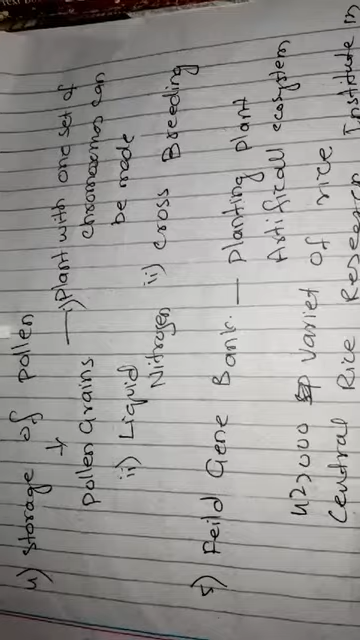 4) Storage of pollen
↓
pollen Grains — i) Plant with one set of
chromosomes can
be made
ii) Liquid
Nitrogen
ii) cross Breeding
5) Feild Gene Bank. — planting plant
Artificall ecosystem
42,000 Variet of rice
Central Rice Research Institute in